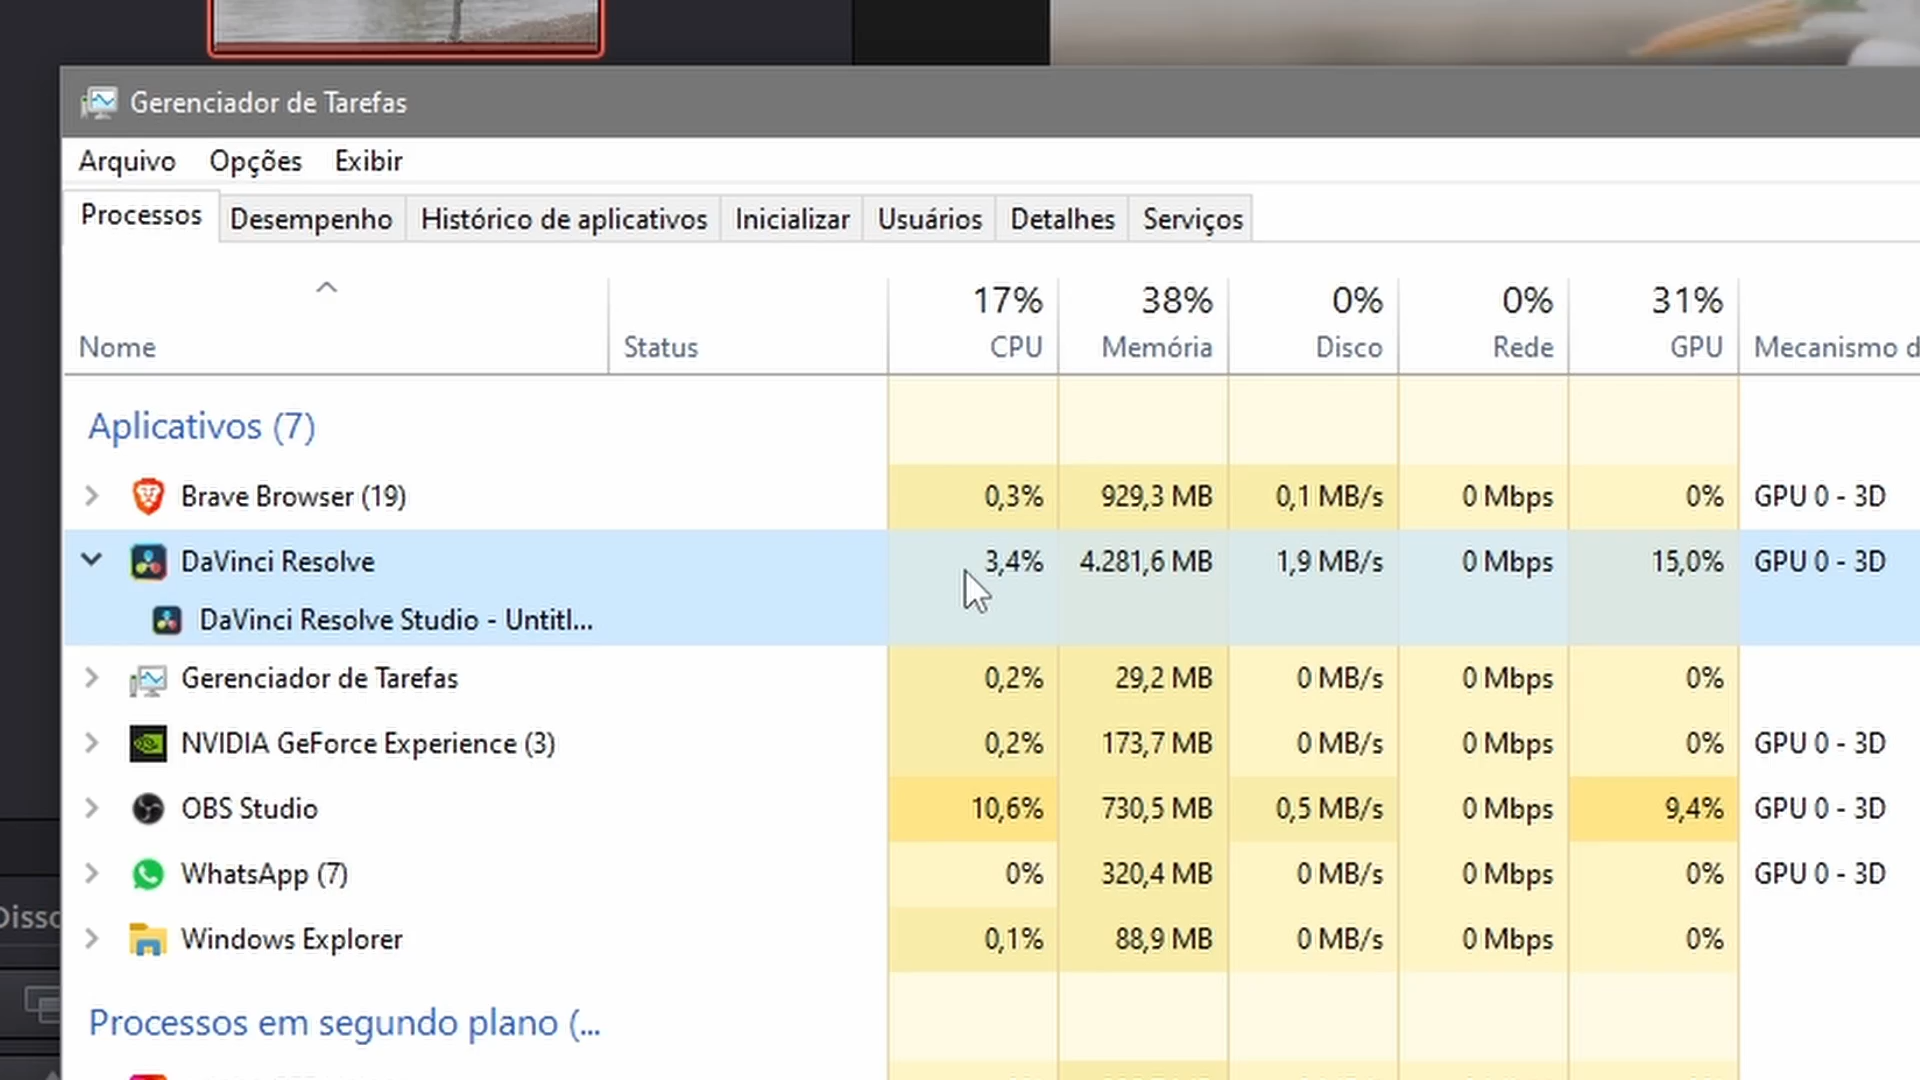 Gerenciador de Tarefas
Arquivo Opções Exibir
Processos Desempenho Histórico de aplicativos Inicializar Usuários Detalhes Serviços
17% 38% 0% 0% 31%
Nome Status CPU Memória Disco Rede GPU Mecanismo d
Aplicativos (7)
Brave Browser (19) 0,3% 929,3 MB 0,1 MB/s 0 Mbps 0% GPU 0 - 3D
DaVinci Resolve 3,4% 4.281,6 MB 1,9 MB/s 0 Mbps 15,0% GPU 0 - 3D
DaVinci Resolve Studio - Untitl...
Gerenciador de Tarefas 0,2% 29,2 MB 0 MB/s 0 Mbps 0%
NVIDIA GeForce Experience (3) 0,2% 173,7 MB 0 MB/s 0 Mbps 0% GPU 0 - 3D
OBS Studio 10,6% 730,5 MB 0,5 MB/s 0 Mbps 9,4% GPU 0 - 3D
WhatsApp (7) 0% 320,4 MB 0 MB/s 0 Mbps 0% GPU 0 - 3D
Disso
Windows Explorer 0,1% 88,9 MB 0 MB/s 0 Mbps 0%
Processos em segundo plano (...